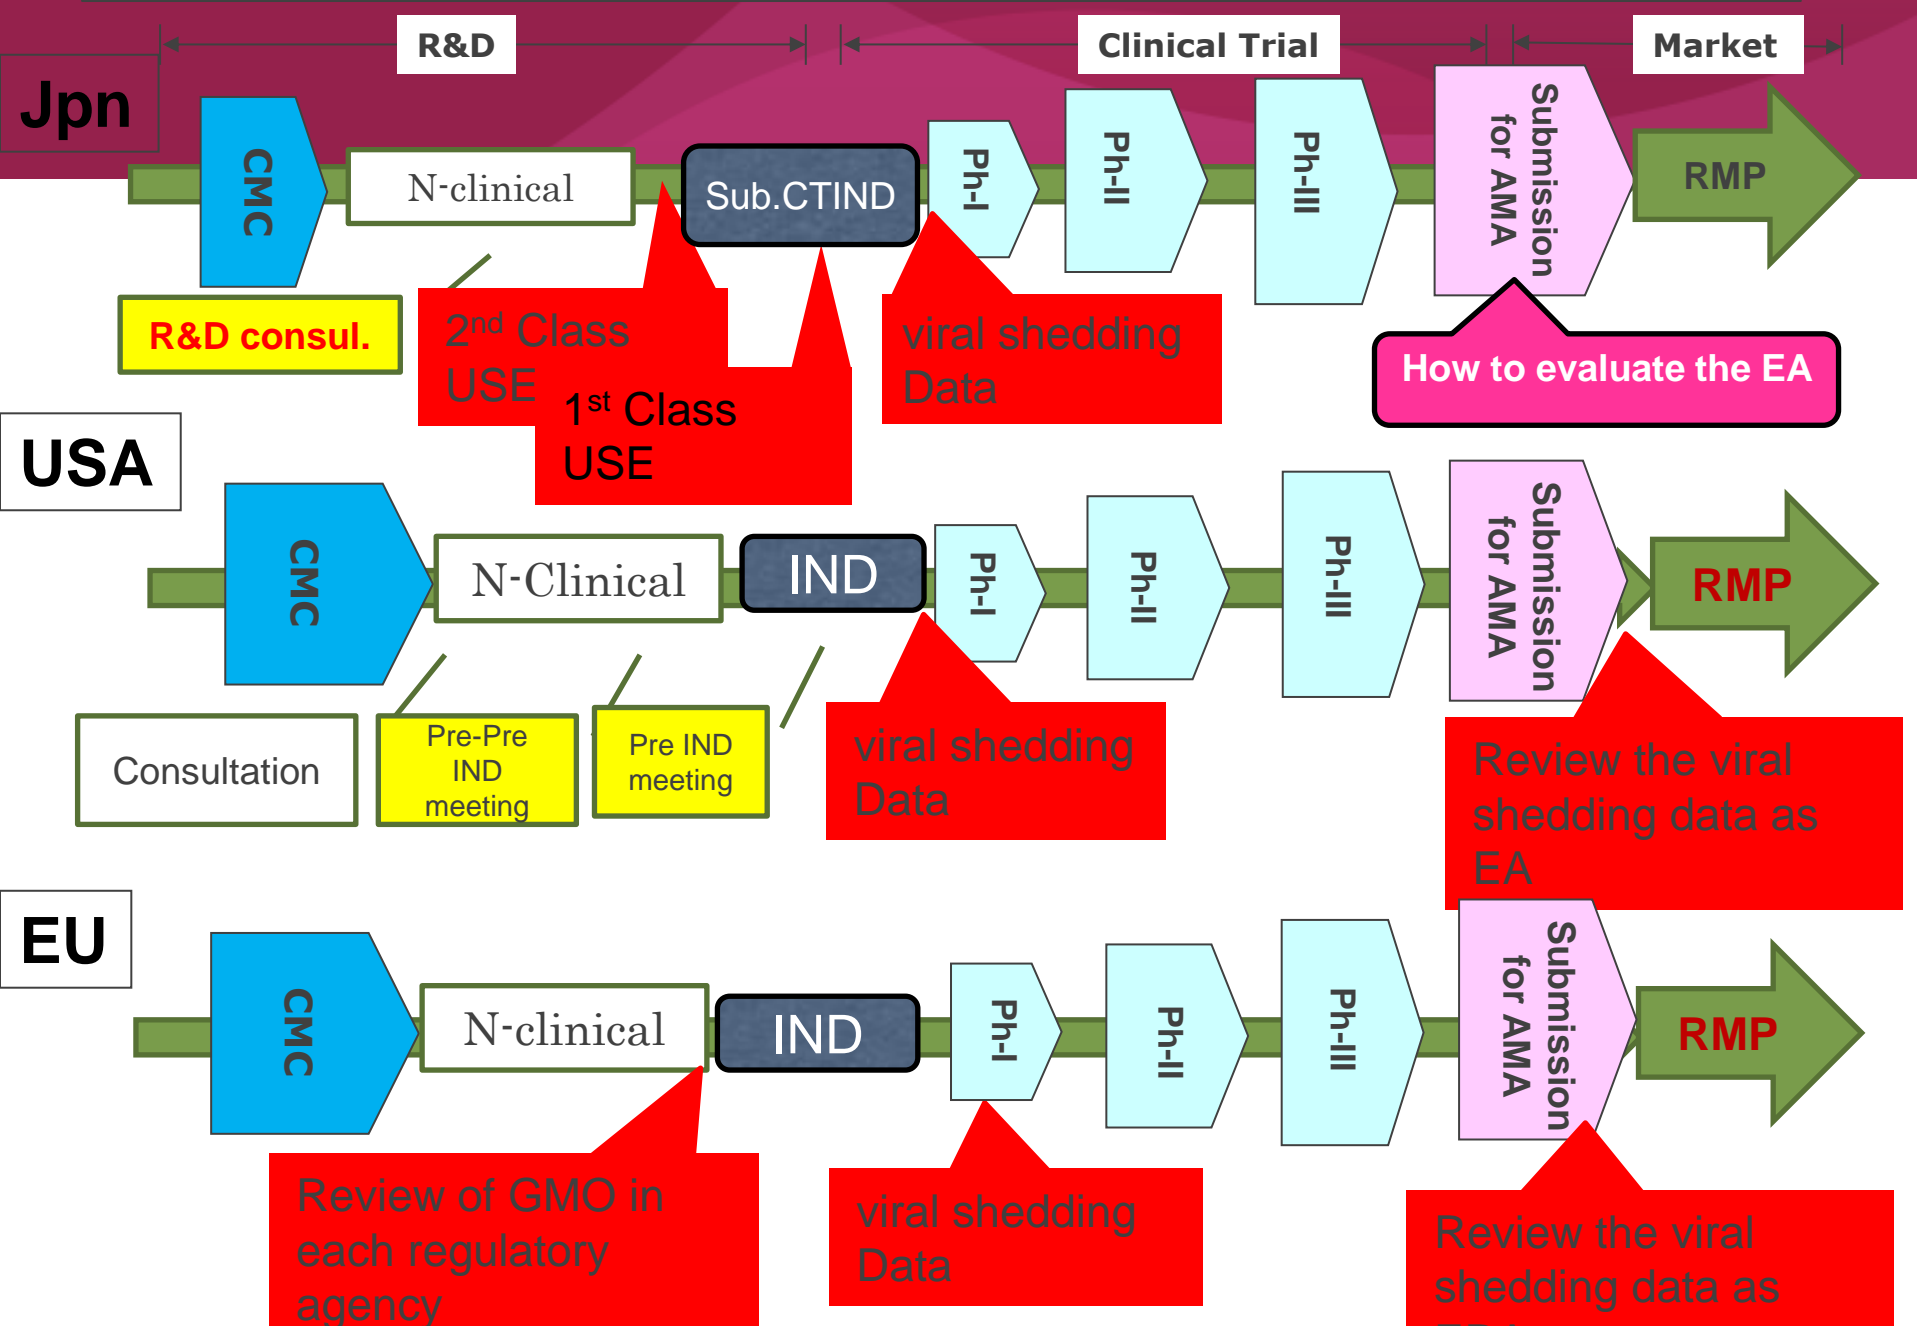 R&D
Clinical Trial
Market
Jpn
CMC
N-clinical
Sub.CTIND
Ph-I
Ph-II
Ph-III
Submission
for AMA
RMP
R&D consul.
2nd Class
USE
1st Class
USE
viral shedding
Data
How to evaluate the EA
USA
CMC
N-Clinical
IND
Ph-I
Ph-II
Ph-III
Submission
for AMA
RMP
Consultation
Pre-Pre
IND
meeting
Pre IND
meeting
viral shedding
Data
Review the viral
shedding data as
EA
EU
CMC
N-clinical
IND
Ph-I
Ph-II
Ph-III
Submission
for AMA
RMP
Review of GMO in
each regulatory
agency
viral shedding
Data
Review the viral
shedding data as